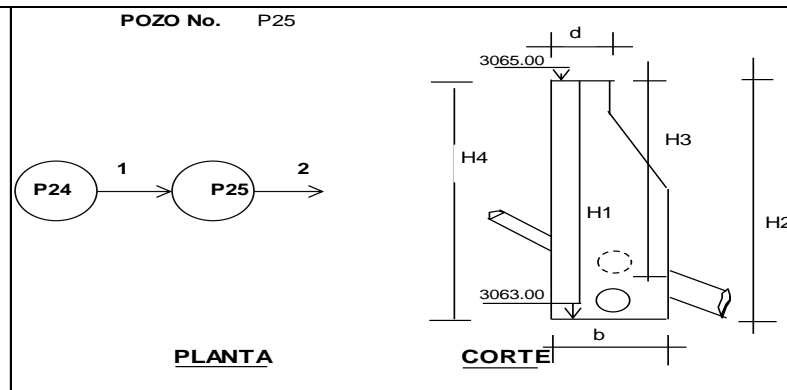 POZO No. P25
P24
1
P25
2
d
3065.00
H4
H3
H1
H2
3063.00
b
PLANTA
CORTE